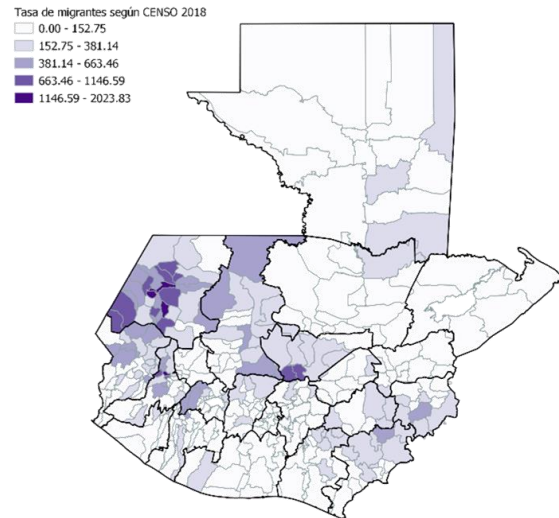 Tasa de migrantes según CENSO 2018
0.00 - 152.75
152.75 - 381.14
381.14 - 663.46
663.46 - 1146.59
1146.59 - 2023.83